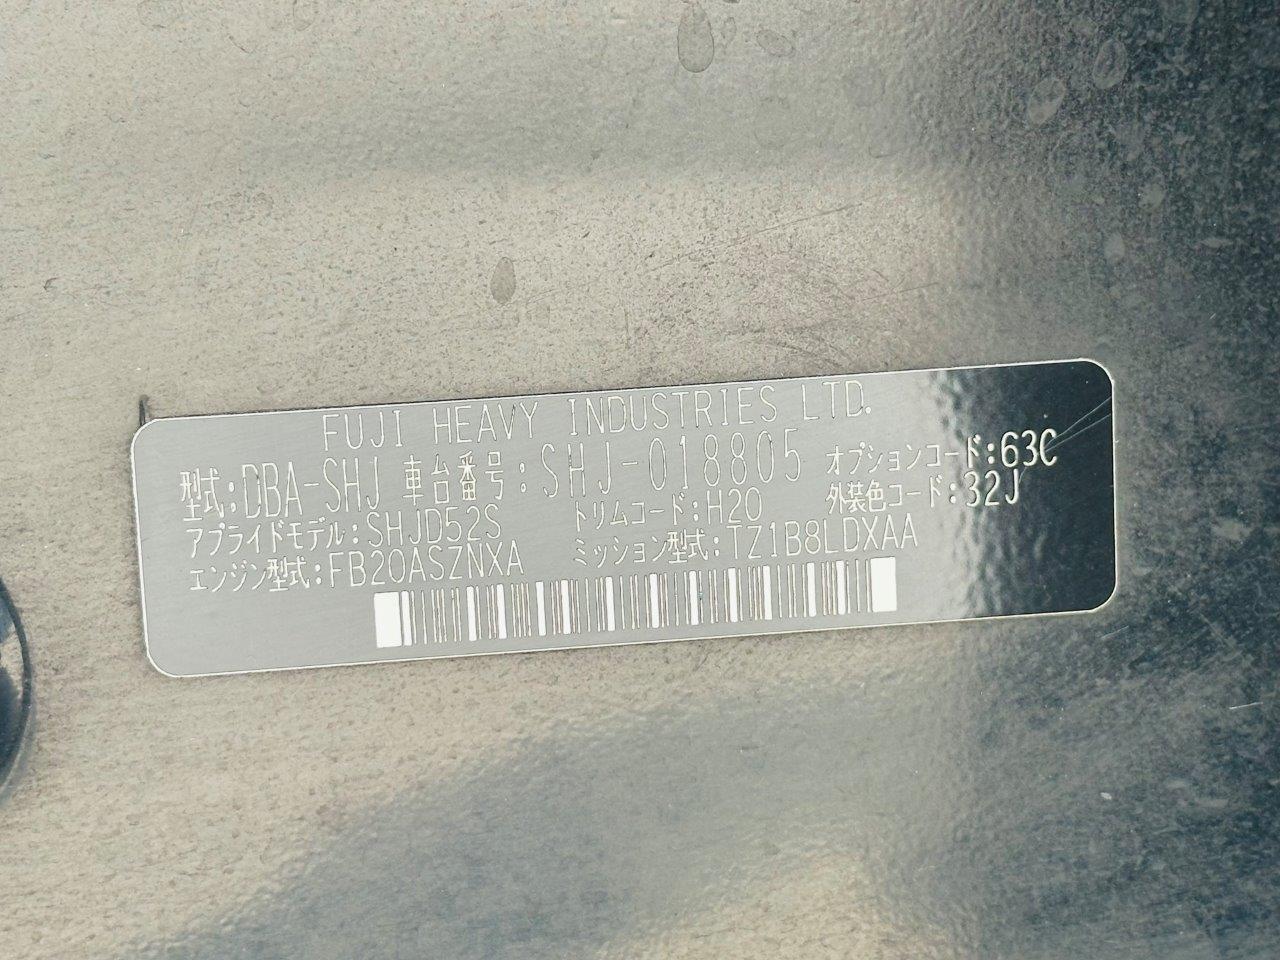 FUJI HEAVY INDUSTRIES LTD.
型式:DBA-SHJ 車台番号:SHJ-018805 オプションコード:63C
アプライドモデル:SHJD52S トリムコード:H20 外装色コード:32J
エンジン型式:FB20ASZNXA ミッション型式:TZ1B8LDXAA